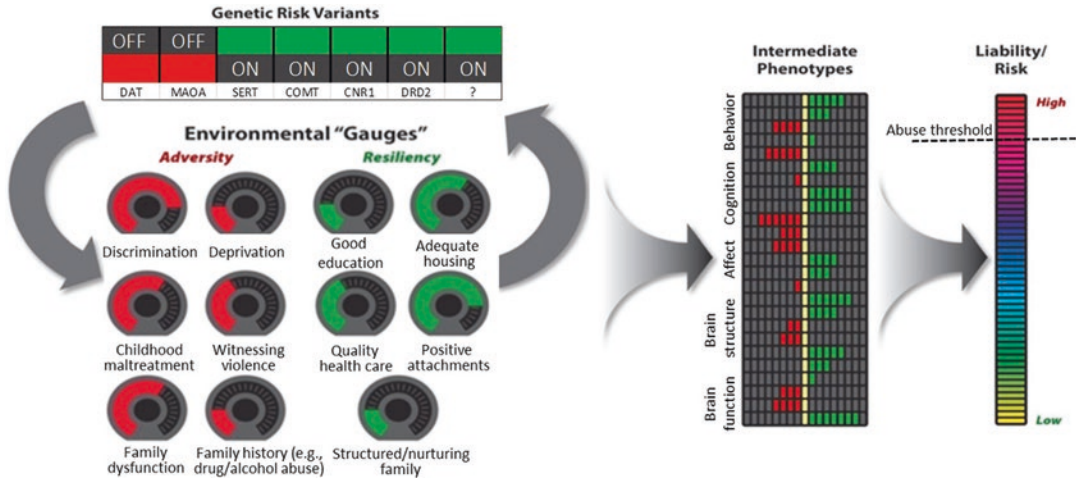 Genetic Risk Variants
OFF OFF
ON ON ON ON ON
DAT MAOA SERT COMT CNR1 DRD2 ?
Environmental "Gauges"
Adversity Resiliency
Discrimination Deprivation Good education Adequate housing
Childhood maltreatment Witnessing violence Quality health care Positive attachments
Family dysfunction Family history (e.g., drug/alcohol abuse) Structured/nurturing family
Intermediate
Phenotypes
Behavior
Cognition
Affect
Brain
structure
Brain
function
Liability/
Risk
High
Abuse threshold
Low